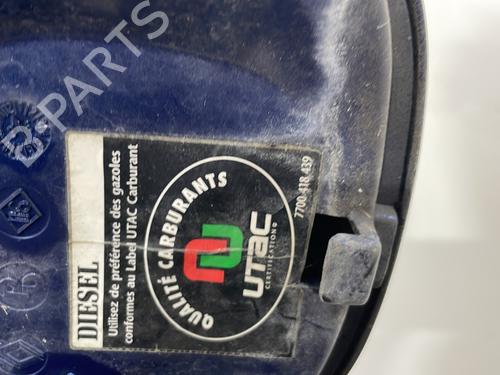 DIESEL
Utilisez de préférence des gazoles
conformes au Label UTAC Carburant
QUALITÉ CARBURANTS
UTAC
CERTIFICATION
7700 418 439
B-PARTS